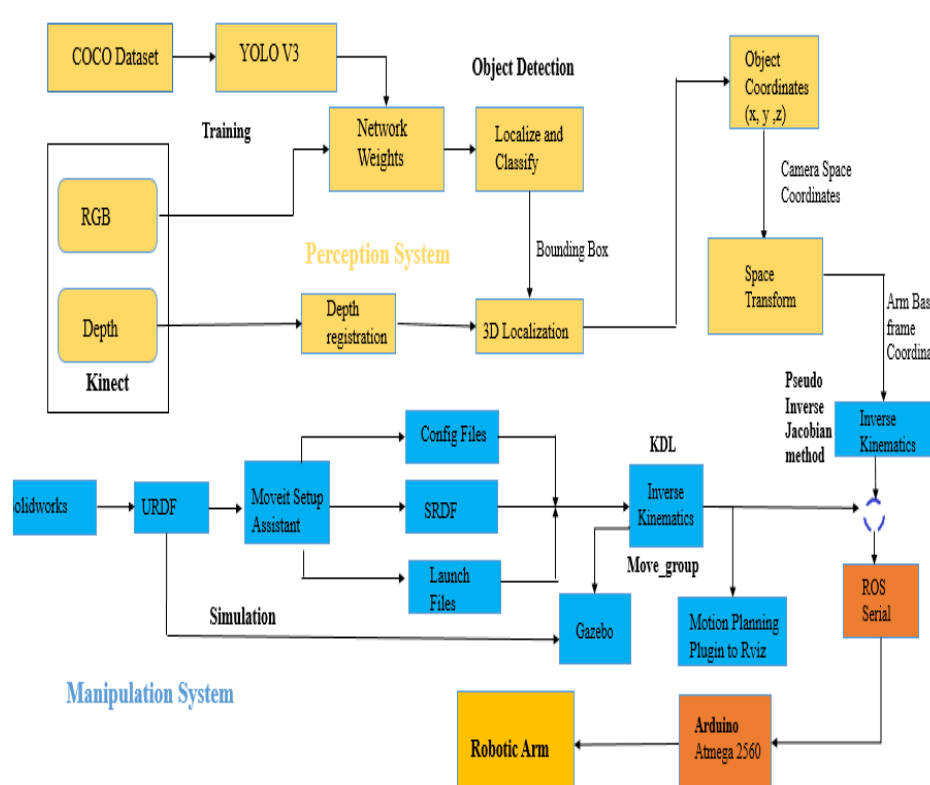 COCO Dataset
YOLO V3
Object Detection
Object
Coordinates
(x, y ,z)
Training
Network
Weights
Localize and
Classify
Camera Space
Coordinates
RGB
Perception System
Bounding Box
Space
Transform
Depth
Depth
registration
3D Localization
Arm Bas
frame
Coordina
Kinect
Pseudo
Inverse
Jacobian
method
Inverse
Kinematics
Config Files
KDL
olidworks
URDF
Moveit Setup
Assistant
SRDF
Inverse
Kinematics
Move_group
Launch
Files
ROS
Serial
Simulation
Gazebo
Motion Planning
Plugin to Rviz
Manipulation System
Robotic Arm
Arduino
Atmega 2560